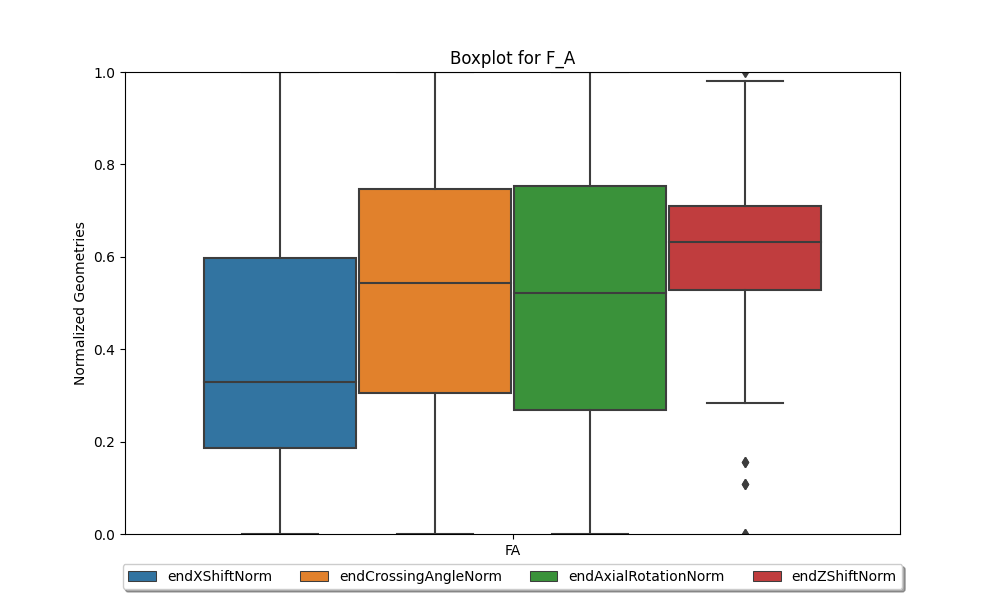 Boxplot for F_A
1.0
0.8
0.6
0.4
0.2
0.0
Normalized Geometries
FA
endXShiftNorm endCrossingAngleNorm endAxialRotationNorm endZShiftNorm